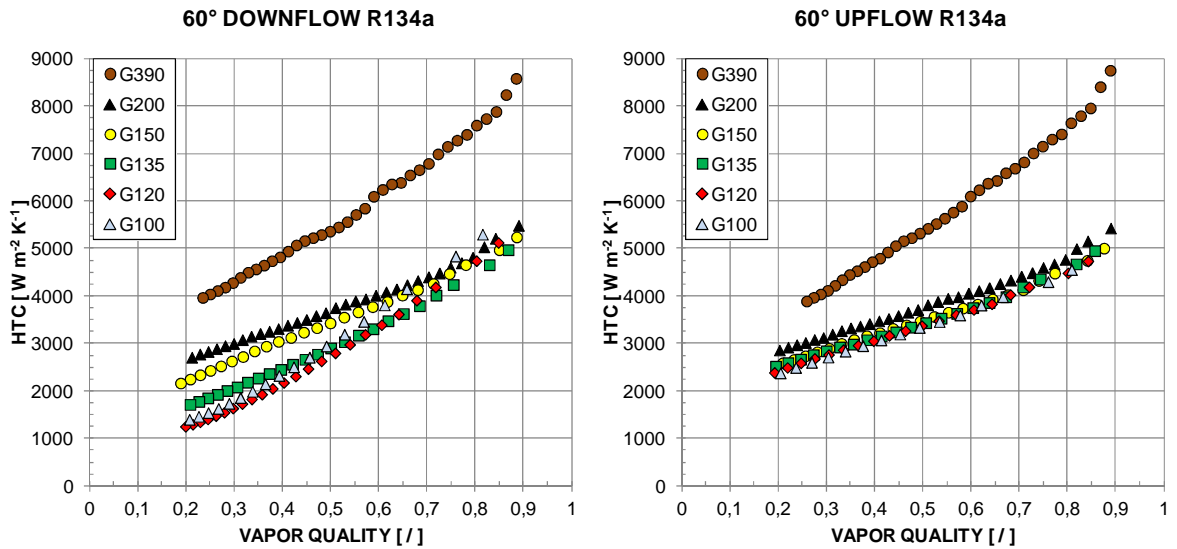 60° DOWNFLOW R134a
HTC [ W m⁻² K⁻¹ ]
9000
8000
7000
6000
5000
4000
3000
2000
1000
0
G390
G200
G150
G135
G120
G100
0 0,1 0,2 0,3 0,4 0,5 0,6 0,7 0,8 0,9 1
VAPOR QUALITY [ / ]
60° UPFLOW R134a
HTC [ W m⁻² K⁻¹ ]
9000
8000
7000
6000
5000
4000
3000
2000
1000
0
G390
G200
G150
G135
G120
G100
0 0,1 0,2 0,3 0,4 0,5 0,6 0,7 0,8 0,9 1
VAPOR QUALITY [ / ]